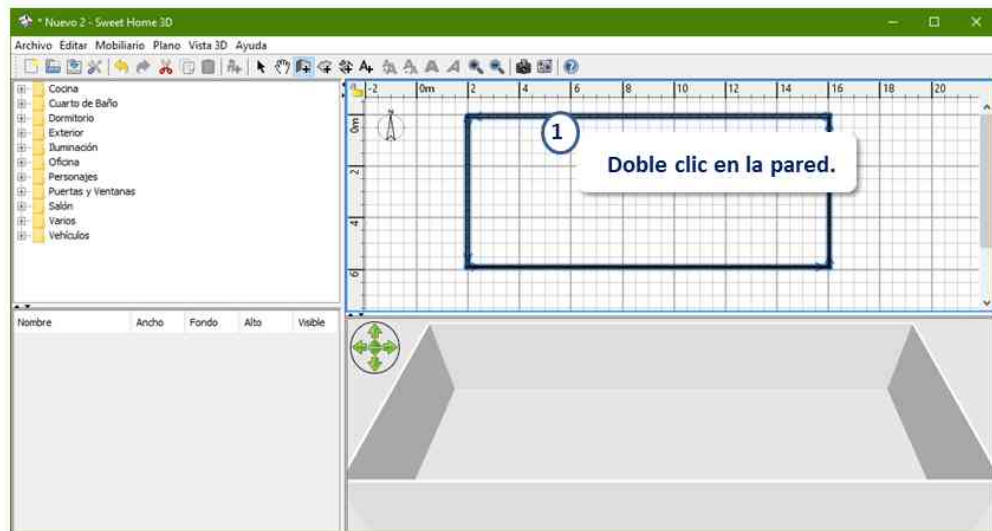 * Nuevo 2 - Sweet Home 3D
Archivo Editar Mobiliario Plano Vista 3D Ayuda
Cocina
Cuarto de Baño
Dormitorio
Exterior
Iluminación
Oficina
Personajes
Puertas y Ventanas
Salón
Varios
Vehículos
-2 0m 2 4 6 8 10 12 14 16 18 20
0m
2
4
6
N
1
Doble clic en la pared.
Nombre Ancho Fondo Alto Visible